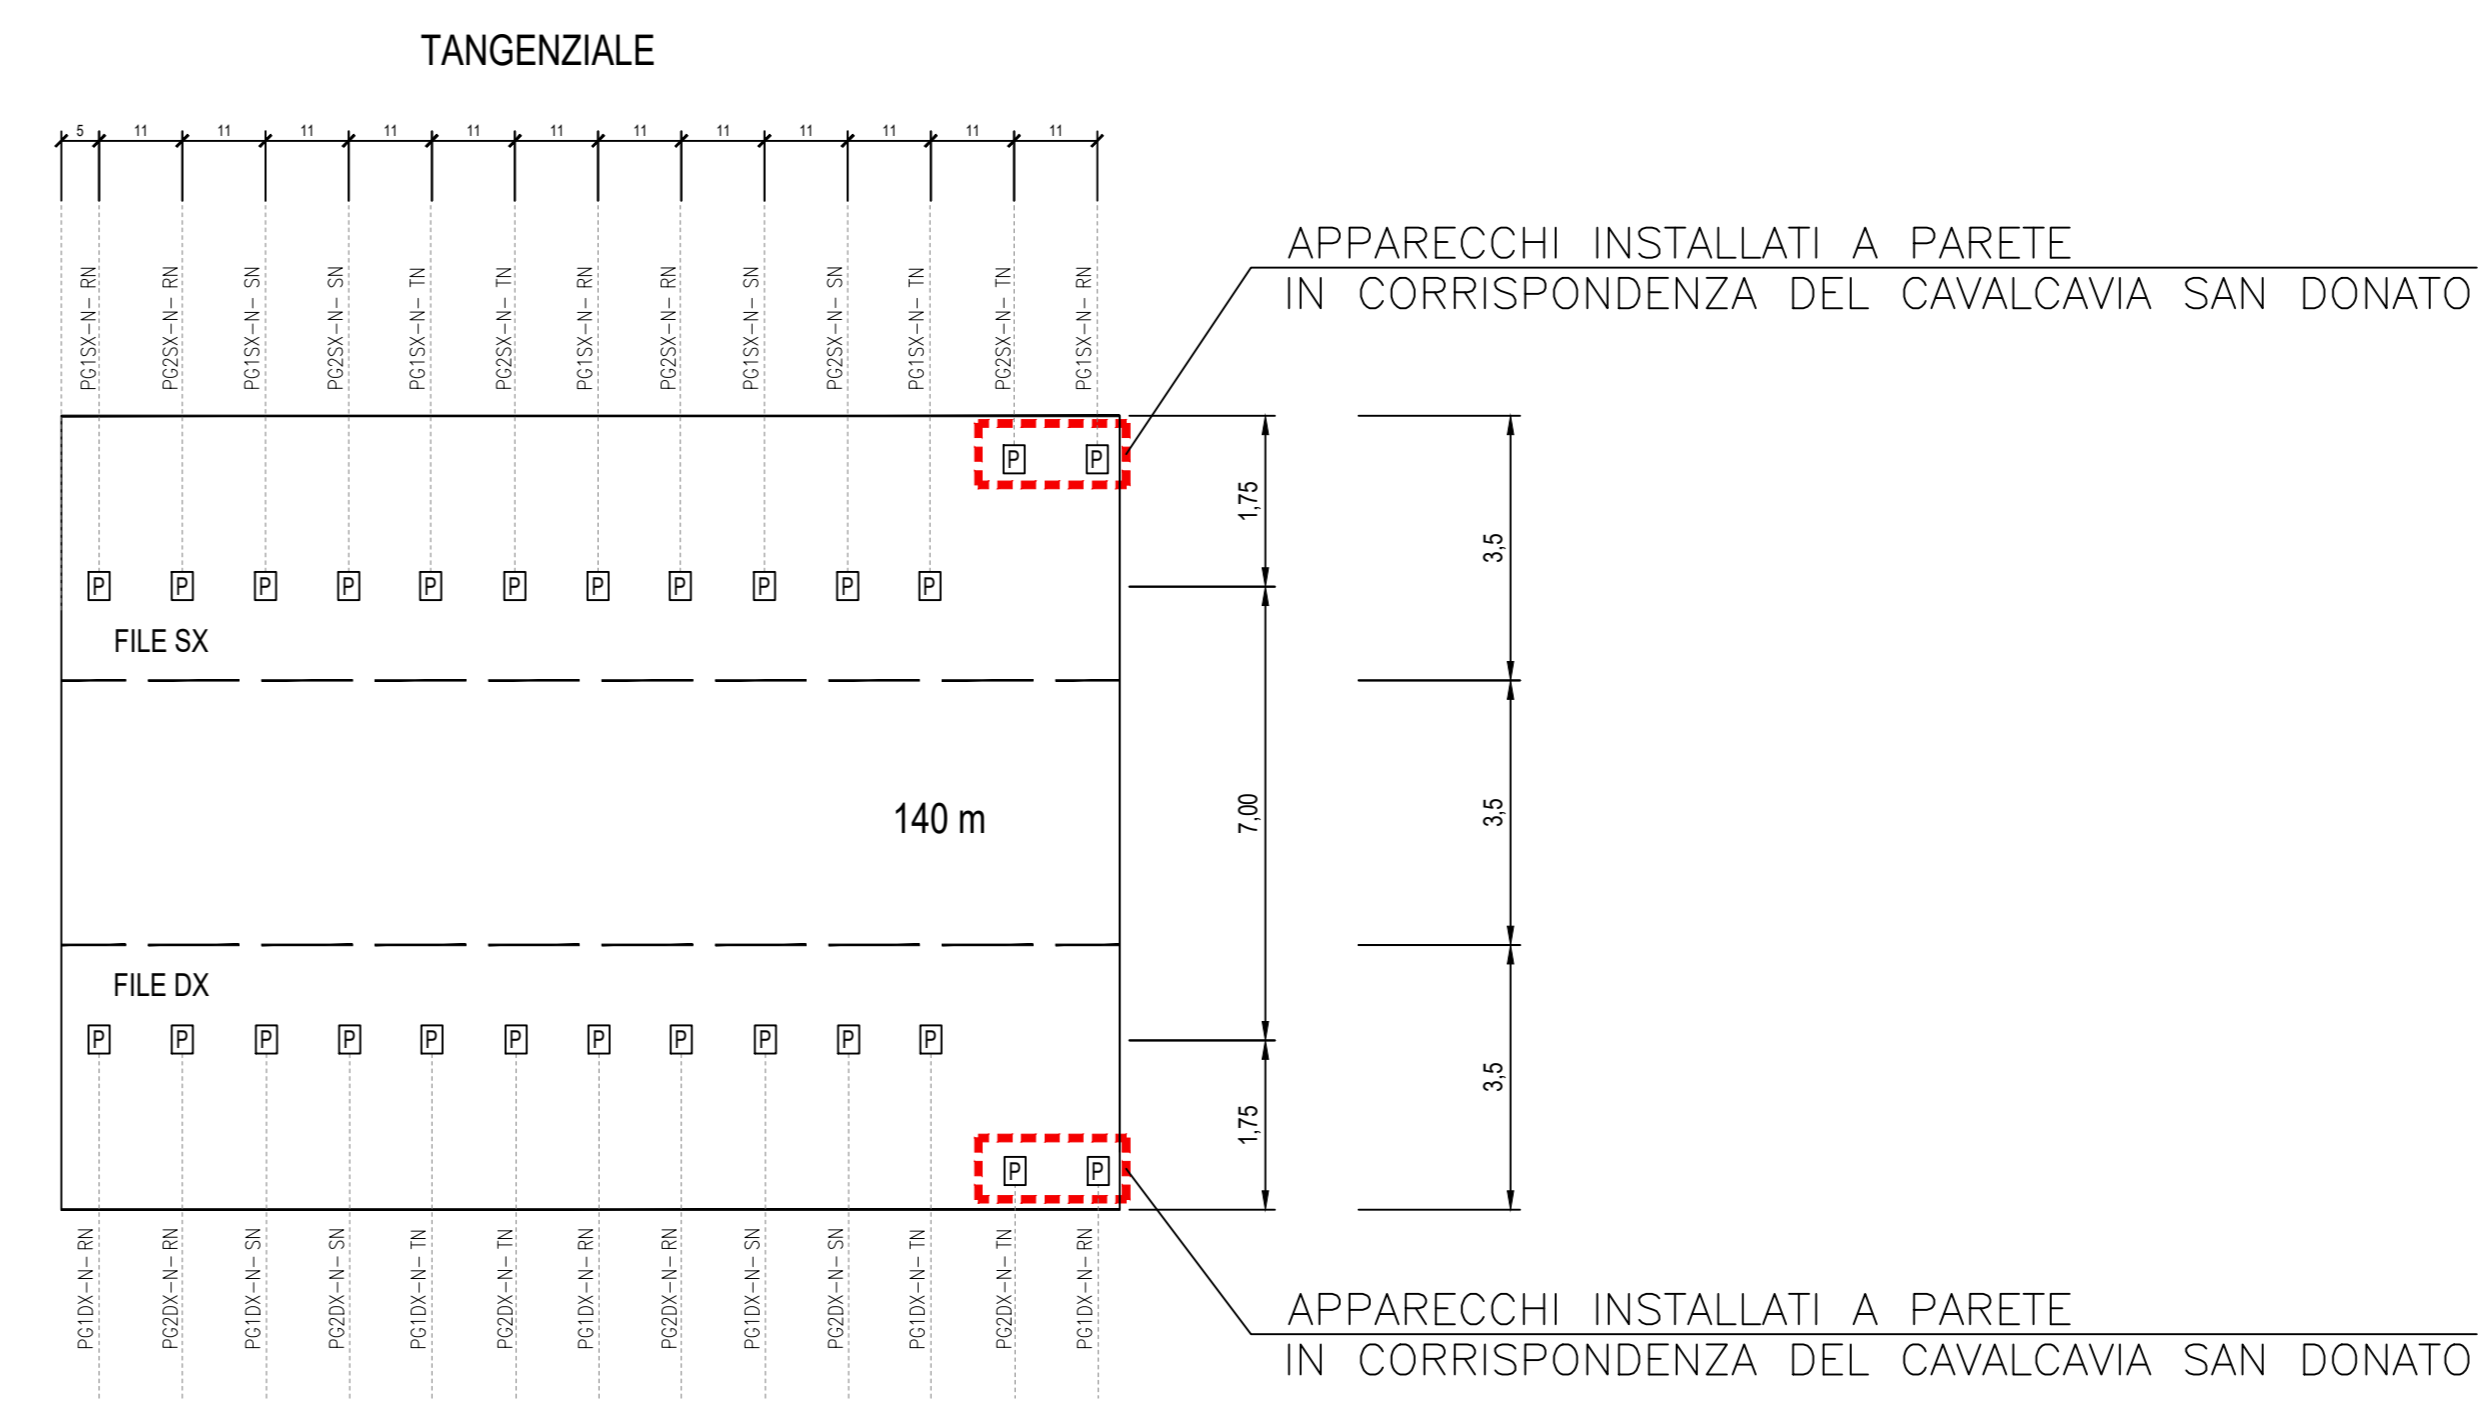 TANGENZIALE
5 11 11 11 11 11 11 11 11 11 11 11 11
APPARECCHI INSTALLATI A PARETE
IN CORRISPONDENZA DEL CAVALCAVIA SAN DONATO
PG1SX-N- RN
PG2SX-N- RN
PG1SX-N- SN
PG2SX-N- SN
PG1SX-N- TN
PG2SX-N- TN
PG1SX-N- RN
PG2SX-N- RN
PG1SX-N- SN
PG2SX-N- SN
PG1SX-N- TN
PG2SX-N- TN
PG1SX-N- RN
P P
1,75
3,5
P P P P P P P P P P P
FILE SX
140 m
7,00
3,5
FILE DX
P P P P P P P P P P P
3,5
1,75
P P
PG1DX-N- RN
PG2DX-N- RN
PG1DX-N- SN
PG2DX-N- SN
PG1DX-N- TN
PG2DX-N- TN
PG1DX-N- RN
PG2DX-N- RN
PG1DX-N- SN
PG2DX-N- SN
PG1DX-N- TN
PG2DX-N- TN
PG1DX-N- RN
APPARECCHI INSTALLATI A PARETE
IN CORRISPONDENZA DEL CAVALCAVIA SAN DONATO